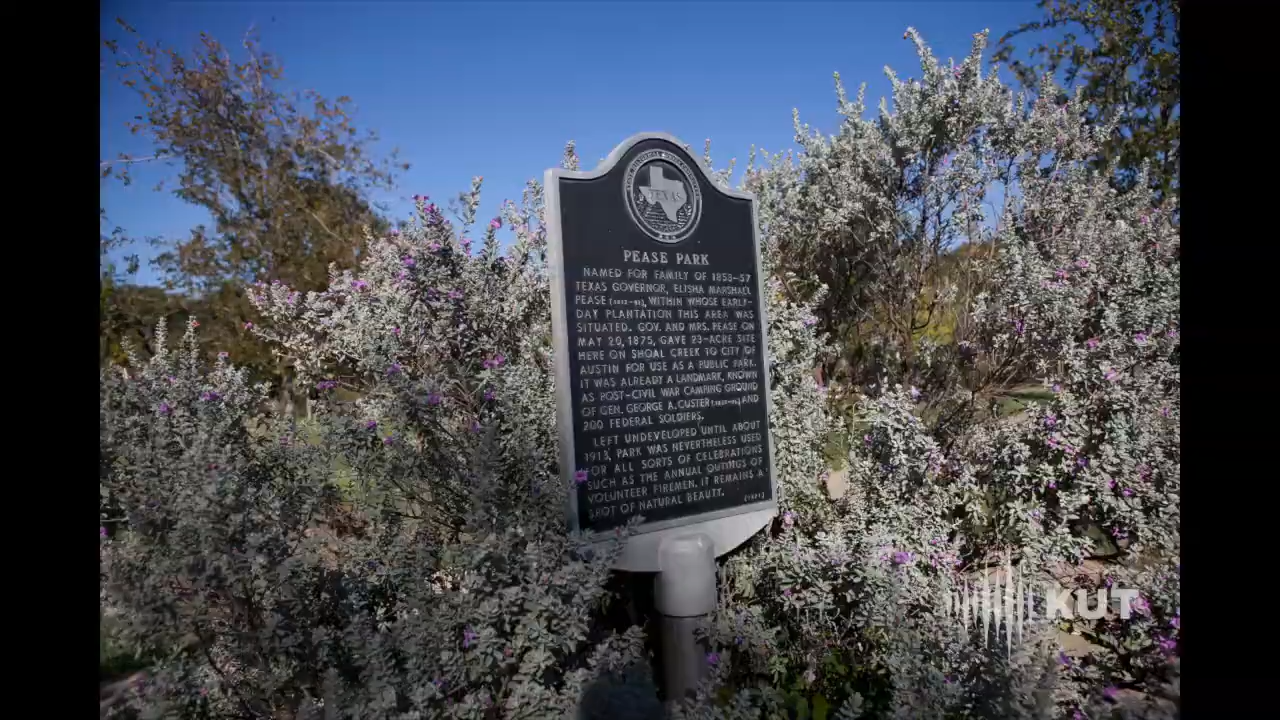 TEXAS
PEASE PARK
NAMED FOR FAMILY OF 1853-57
TEXAS GOVERNOR, ELISHA MARSHALL
PEASE (1812-83), WITHIN WHOSE EARLY-
DAY PLANTATION THIS AREA WAS
SITUATED. GOV. AND MRS. PEASE ON
MAY 20, 1875, GAVE 23-ACRE SITE
HERE ON SHOAL CREEK TO CITY OF
AUSTIN FOR USE AS A PUBLIC PARK.
IT WAS ALREADY A LANDMARK, KNOWN
AS POST-CIVIL WAR CAMPING GROUND
OF GEN. GEORGE A. CUSTER AND
200 FEDERAL SOLDIERS.
LEFT UNDEVELOPED UNTIL ABOUT
1913, PARK WAS NEVERTHELESS USED
FOR ALL SORTS OF CELEBRATIONS
SUCH AS THE ANNUAL OUTINGS OF
VOLUNTEER FIREMEN. IT REMAINS A
SPOT OF NATURAL BEAUTY.
KUT